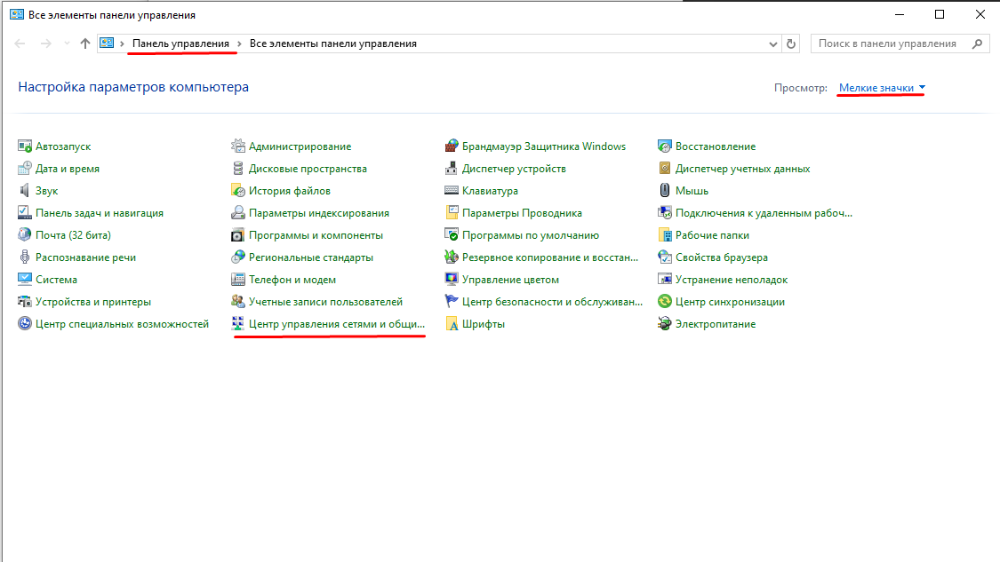 Все элементы панели управления
Панель управления > Все элементы панели управления
Поиск в панели управления
Настройка параметров компьютера
Просмотр: Мелкие значки
Автозапуск
Администрирование
Брандмауэр Защитника Windows
Восстановление
Дата и время
Дисковые пространства
Диспетчер устройств
Диспетчер учетных данных
Звук
История файлов
Клавиатура
Мышь
Панель задач и навигация
Параметры индексирования
Параметры Проводника
Подключения к удаленным рабоч...
Почта (32 бита)
Программы и компоненты
Программы по умолчанию
Рабочие папки
Распознавание речи
Региональные стандарты
Резервное копирование и восстан...
Свойства браузера
Система
Телефон и модем
Управление цветом
Устранение неполадок
Устройства и принтеры
Учетные записи пользователей
Центр безопасности и обслуживан...
Центр синхронизации
Центр специальных возможностей
Центр управления сетями и общи...
Шрифты
Электропитание